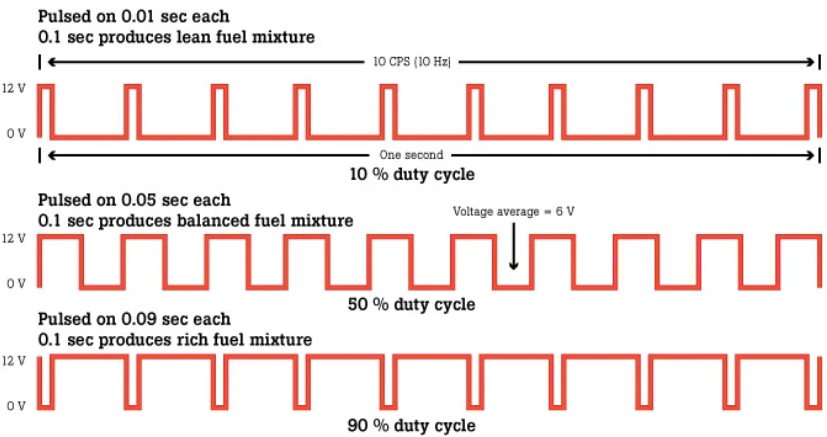 Pulsed on 0.01 sec each
0.1 sec produces lean fuel mixture
10 CPS (10 Hz)
12 V
0 V
One second
10 % duty cycle
Pulsed on 0.05 sec each
0.1 sec produces balanced fuel mixture
Voltage average = 6 V
12 V
0 V
50 % duty cycle
Pulsed on 0.09 sec each
0.1 sec produces rich fuel mixture
12 V
0 V
90 % duty cycle